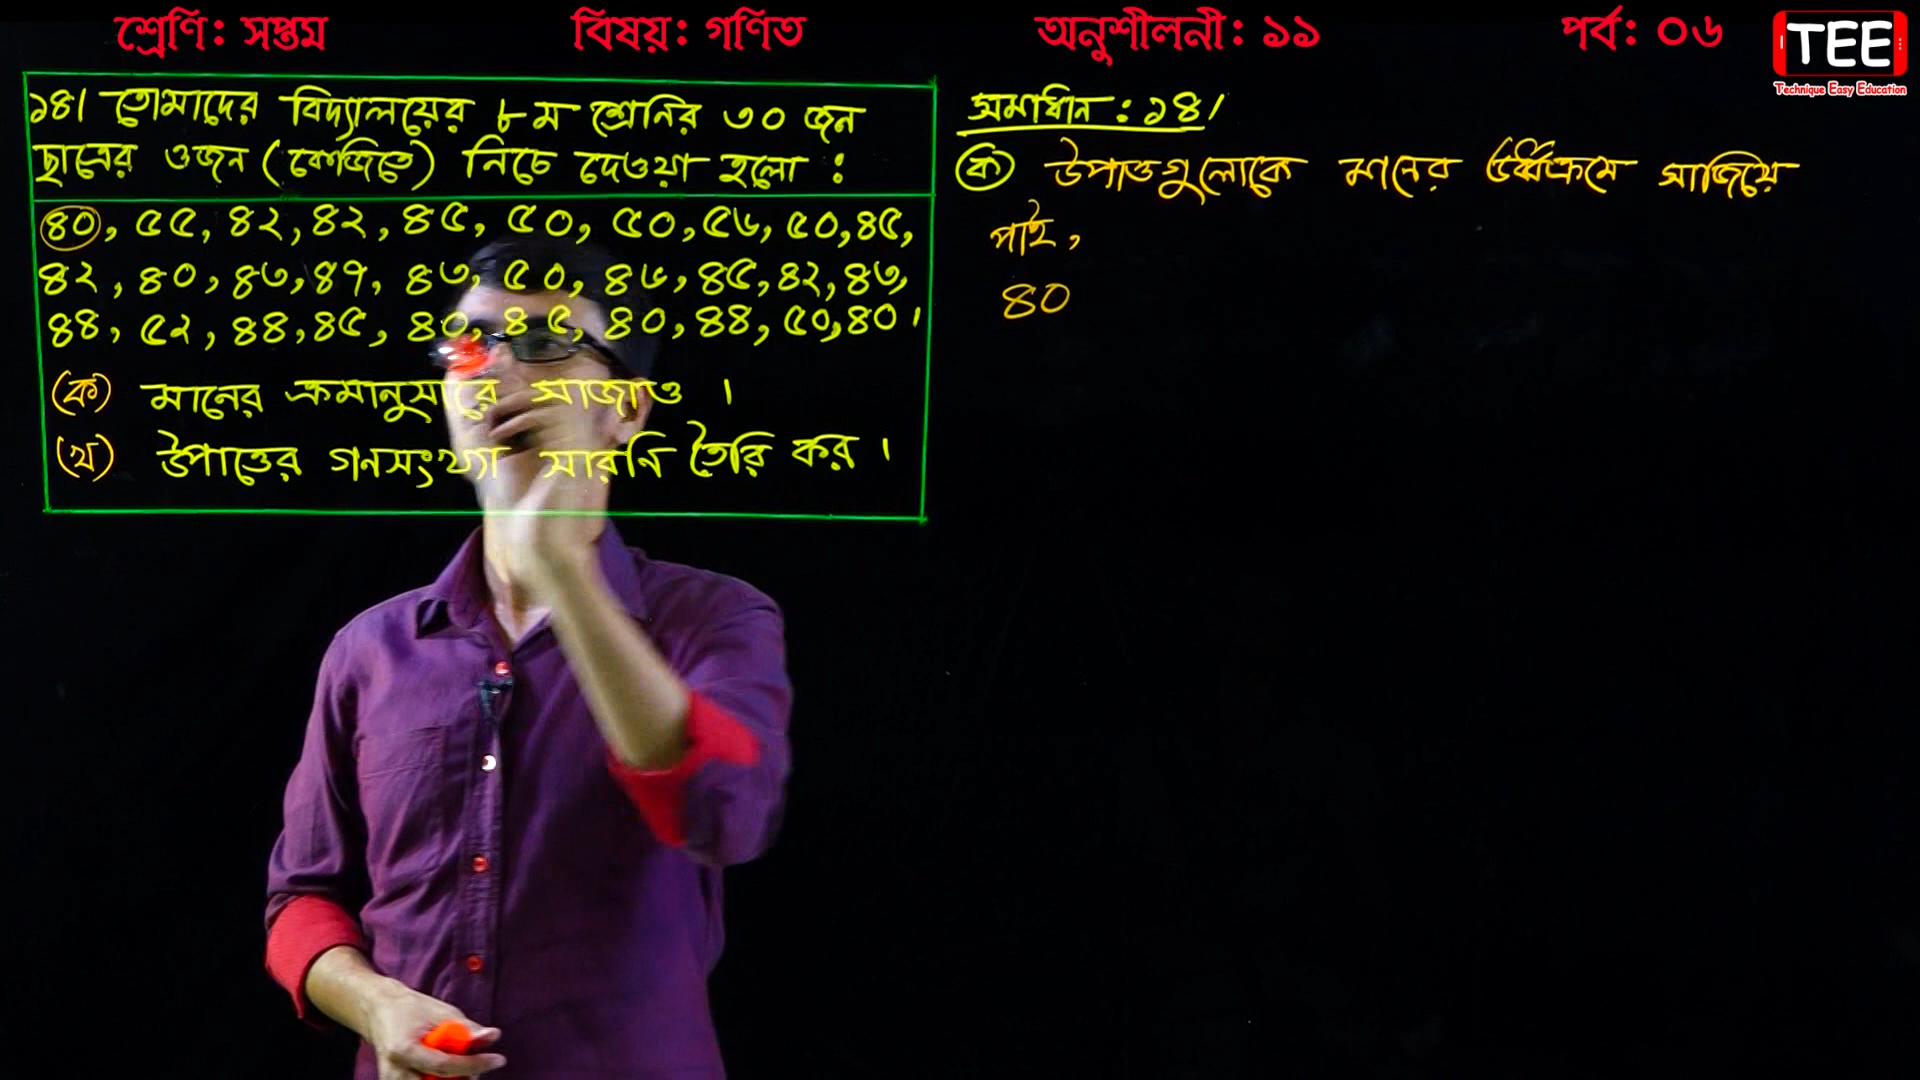 শ্রেণি: সপ্তম বিষয়: গণিত অনুশীলনী: ১১ পর্ব: ০৬
TEE
Technique Easy Education
১৪। তোমাদের বিদ্যালয়ের ৮ম শ্রেনির ৩০ জন
ছাত্রের ওজন (কেজিতে) নিচে দেওয়া হলো :
৪০, ৫৫, ৪২, ৪২, ৪৫, ৫০, ৫০, ৫৬, ৫০, ৪৫,
৪২, ৪০, ৪৩, ৪৭, ৪৩, ৫০, ৪৬, ৪৫, ৪২, ৪৩,
৪৪, ৫২, ৪৪, ৪৫, ৪০, ৪৫, ৪০, ৪৪, ৫০, ৪০।
(ক) মানের ক্রমানুসারে সাজাও ।
(খ) উপাত্তের গনসংখ্যা সারনি তৈরি কর ।
সমাধান : ১৪।
ক উপাত্তগুলোকে মানের উর্ধ্বক্রমে সাজিয়ে
পাই,
৪০